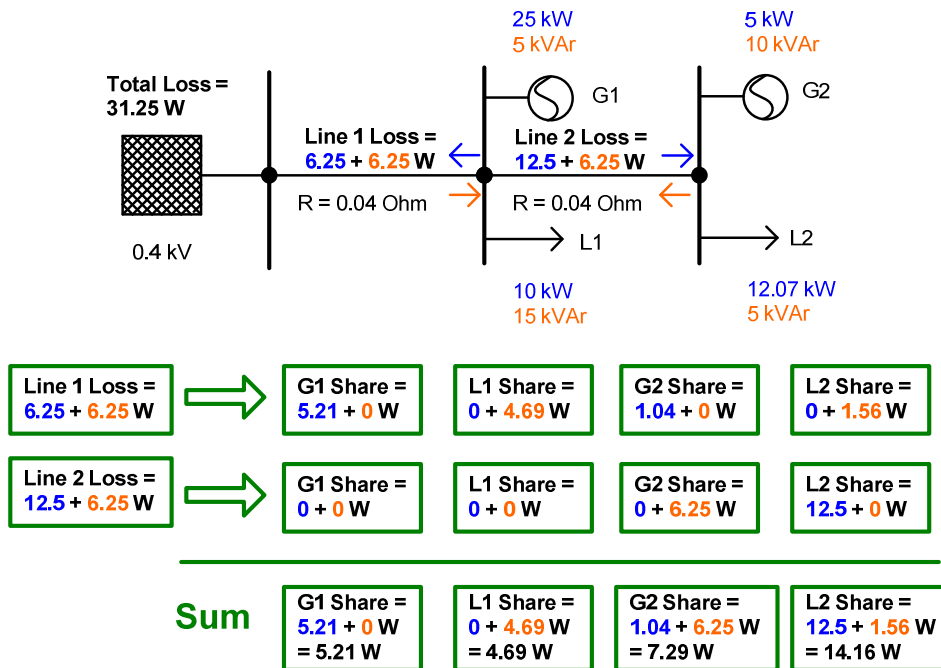 25 kW
5 kVAr
5 kW
10 kVAr
Total Loss =
31.25 W
G1
G2
Line 1 Loss =
6.25 + 6.25 W
Line 2 Loss =
12.5 + 6.25 W
R = 0.04 Ohm
R = 0.04 Ohm
0.4 kV
L1
L2
10 kW
15 kVAr
12.07 kW
5 kVAr
Line 1 Loss =
6.25 + 6.25 W
G1 Share =
5.21 + 0 W
L1 Share =
0 + 4.69 W
G2 Share =
1.04 + 0 W
L2 Share
0 + 1.56 W
Line 2 Loss =
12.5 + 6.25 W
G1 Share =
0 + 0 W
L1 Share =
0 + 0 W
G2 Share =
0 + 6.25 W
L2 Share =
12.5 + 0 W
Sum
G1 Share =
5.21 + 0 W
= 5.21 W
L1 Share =
0 + 4.69 W
= 4.69 W
G2 Share =
1.04 + 6.25 W
= 7.29 W
L2 Share =
12.5 + 1.56 W
= 14.16 W